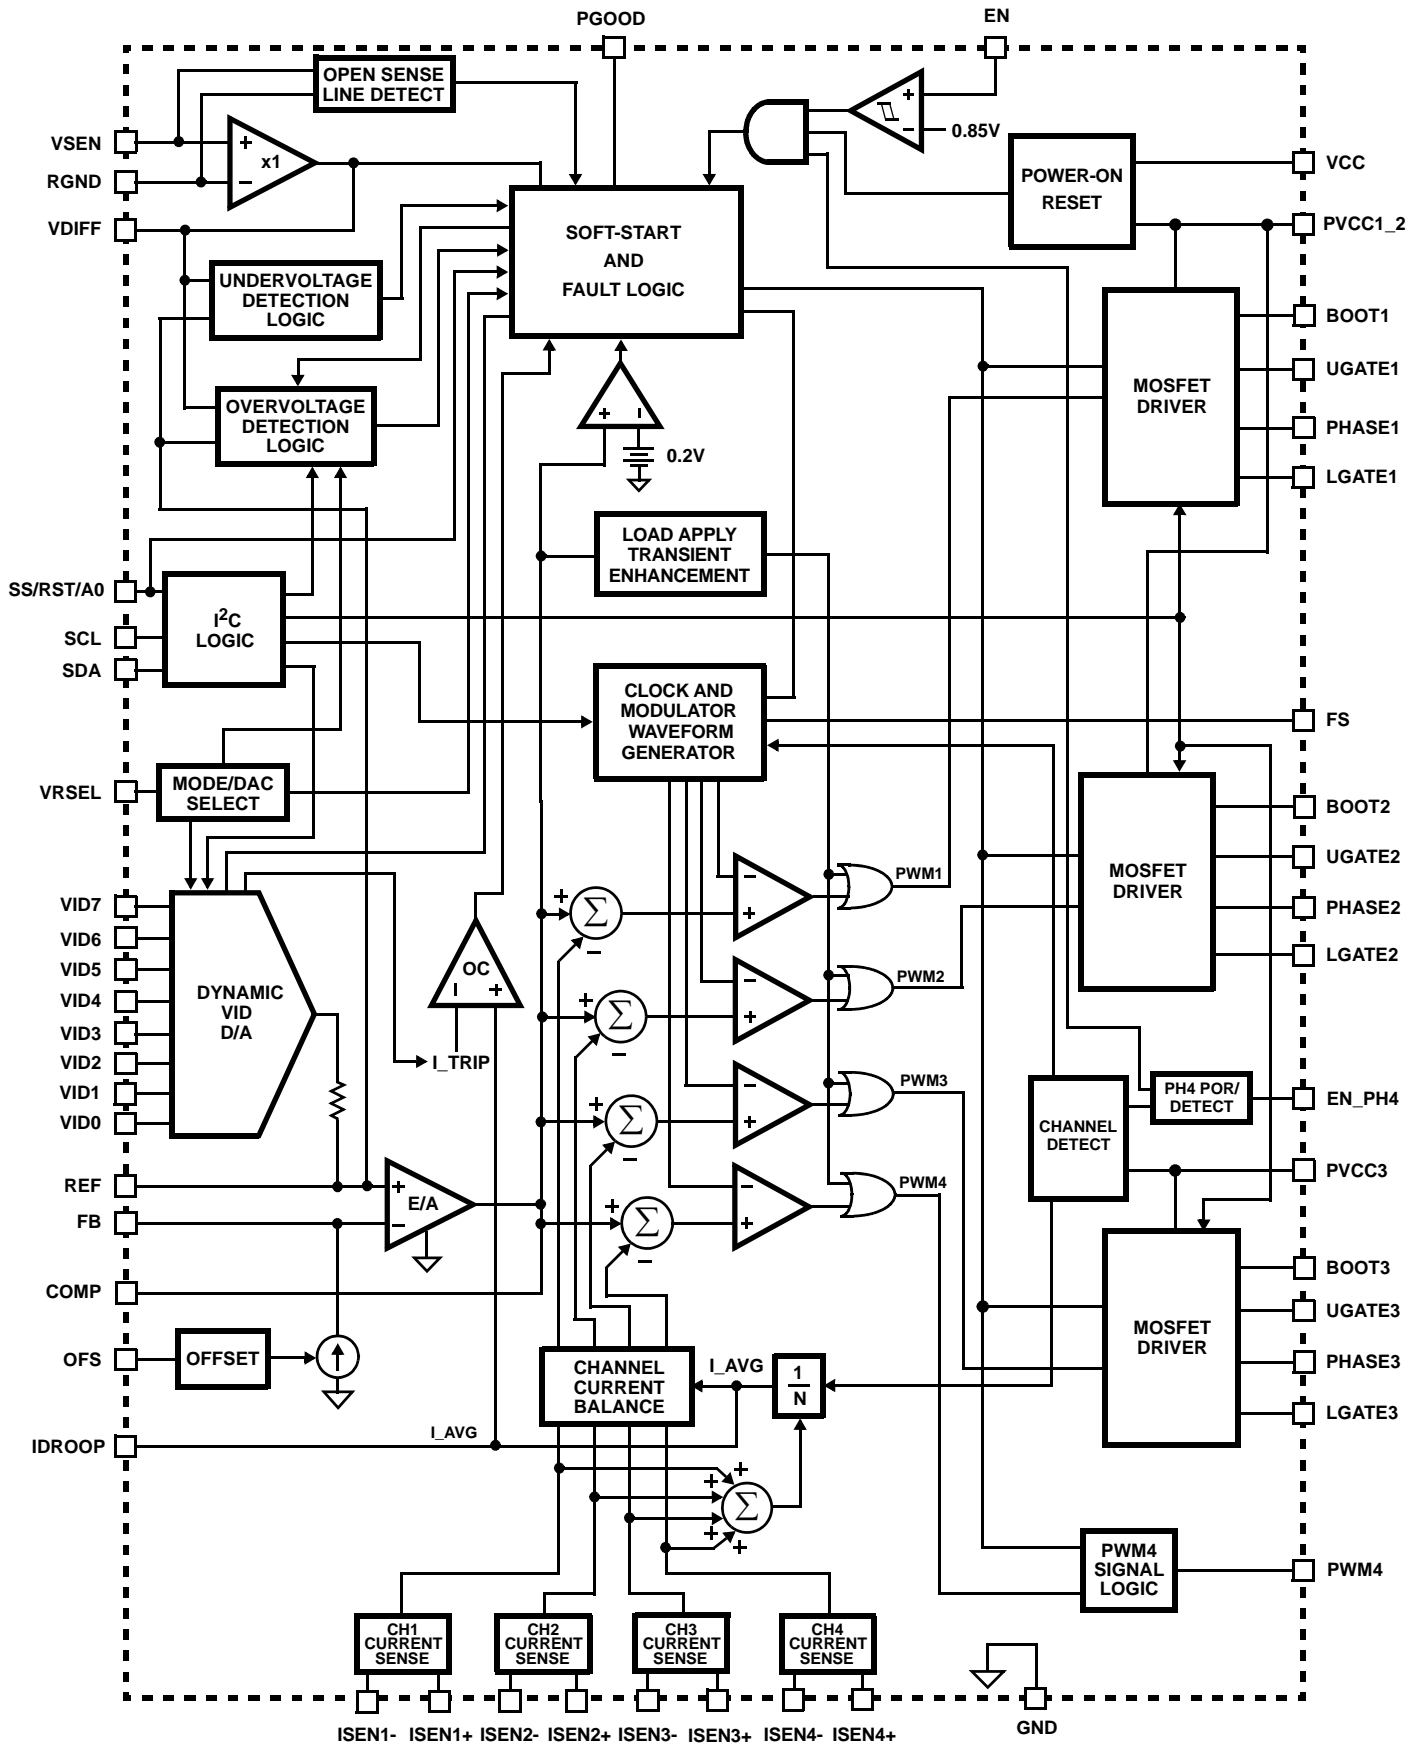 PGOOD
EN
OPEN SENSE
LINE DETECT
VSEN
+
x1
−
RGND
VDIFF
+
−
0.85V
POWER-ON
RESET
VCC
PVCC1_2
SOFT-START
AND
FAULT LOGIC
UNDERVOLTAGE
DETECTION
LOGIC
OVERVOLTAGE
DETECTION
LOGIC
+
−
0.2V
MOSFET
DRIVER
BOOT1
UGATE1
PHASE1
LGATE1
LOAD APPLY
TRANSIENT
ENHANCEMENT
SS/RST/A0
SCL
SDA
I²C
LOGIC
CLOCK AND
MODULATOR
WAVEFORM
GENERATOR
FS
VRSEL
MODE/DAC
SELECT
MOSFET
DRIVER
BOOT2
UGATE2
PHASE2
LGATE2
VID7
VID6
VID5
VID4
VID3
VID2
VID1
VID0
DYNAMIC
VID
D/A
OC
−
+
I_TRIP
+
Σ
−
−
+
PWM1
+
Σ
−
−
+
PWM2
+
Σ
−
−
+
PWM3
+
Σ
−
−
+
PWM4
CHANNEL
DETECT
PH4 POR/
DETECT
EN_PH4
PVCC3
REF
FB
+
E/A
−
COMP
OFS
OFFSET
IDROOP
I_AVG
CHANNEL
CURRENT
BALANCE
I_AVG
1
N
+
+
Σ
+
+
MOSFET
DRIVER
BOOT3
UGATE3
PHASE3
LGATE3
PWM4
SIGNAL
LOGIC
PWM4
CH1
CURRENT
SENSE
CH2
CURRENT
SENSE
CH3
CURRENT
SENSE
CH4
CURRENT
SENSE
ISEN1-
ISEN1+
ISEN2-
ISEN2+
ISEN3-
ISEN3+
ISEN4-
ISEN4+
GND